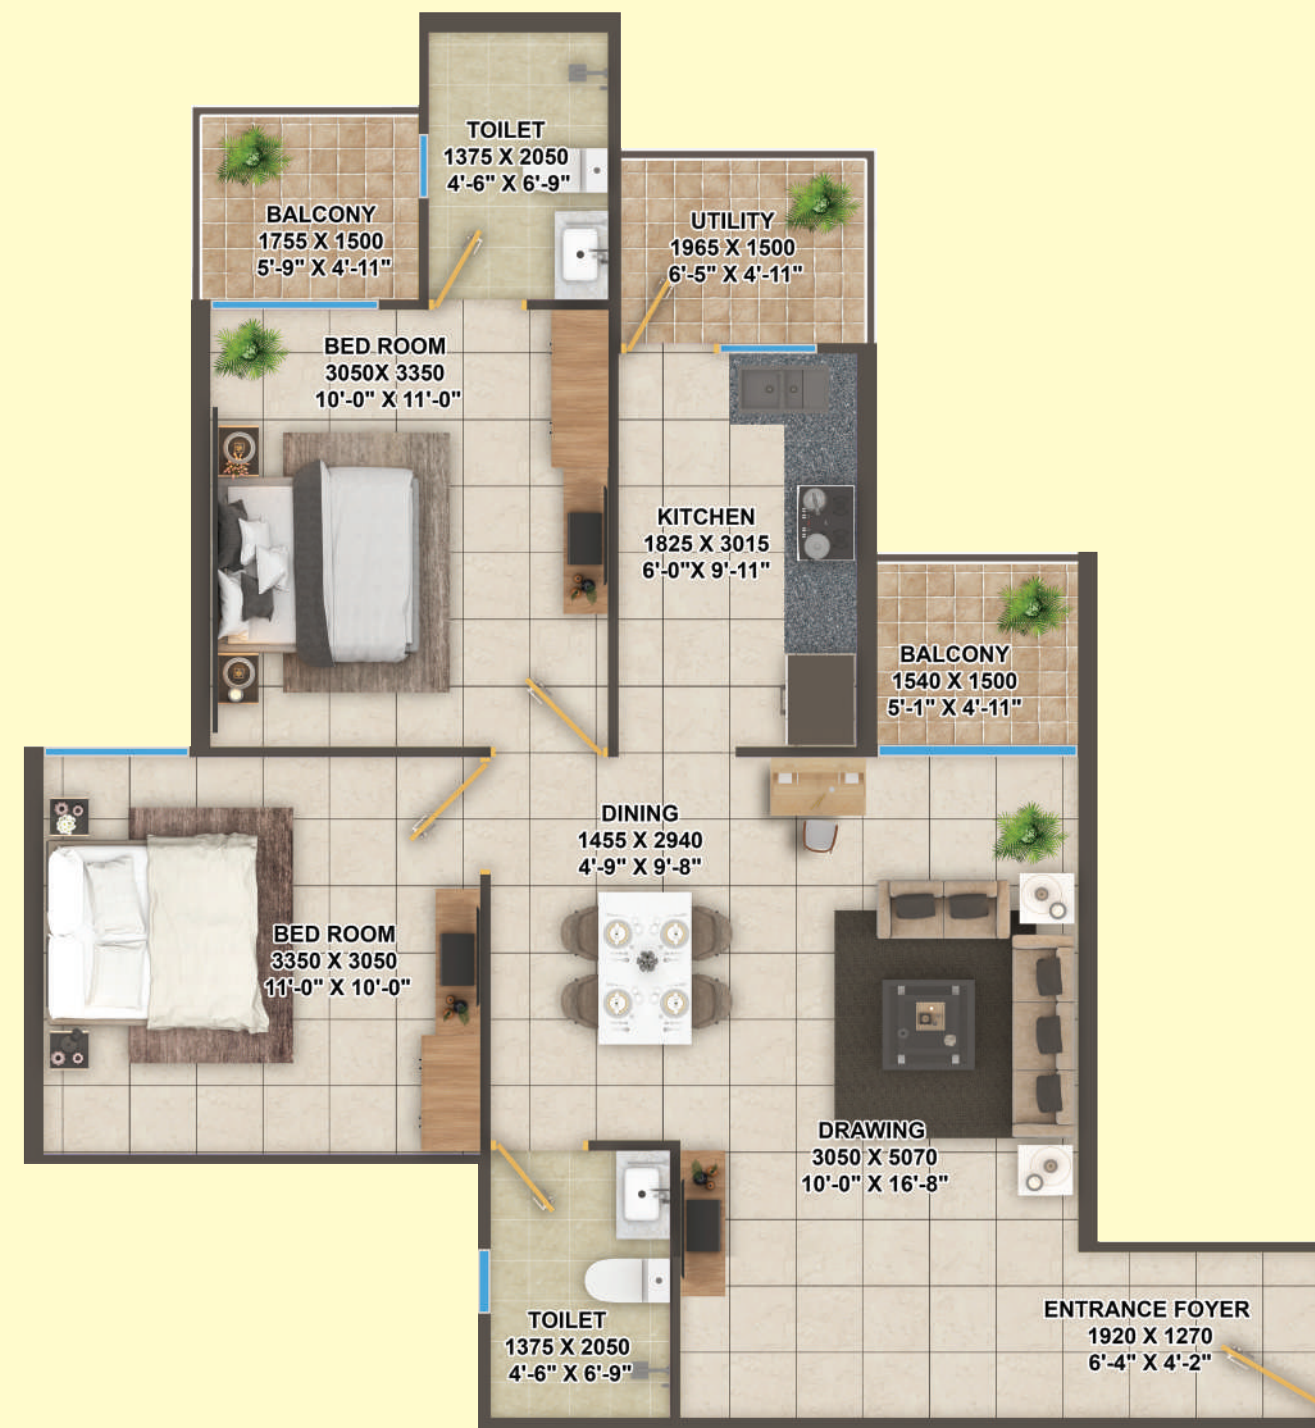 TOILET
1375 X 2050
4'-6" X 6'-9"
BALCONY
1755 X 1500
5'-9" X 4'-11"
UTILITY
1965 X 1500
6'-5" X 4'-11"
BED ROOM
3050X 3350
10'-0" X 11'-0"
KITCHEN
1825 X 3015
6'-0"X 9'-11"
BALCONY
1540 X 1500
5'-1" X 4'-11"
DINING
1455 X 2940
4'-9" X 9'-8"
BED ROOM
3350 X 3050
11'-0" X 10'-0"
DRAWING
3050 X 5070
10'-0" X 16'-8"
TOILET
1375 X 2050
4'-6" X 6'-9"
ENTRANCE FOYER
1920 X 1270
6'-4" X 4'-2"